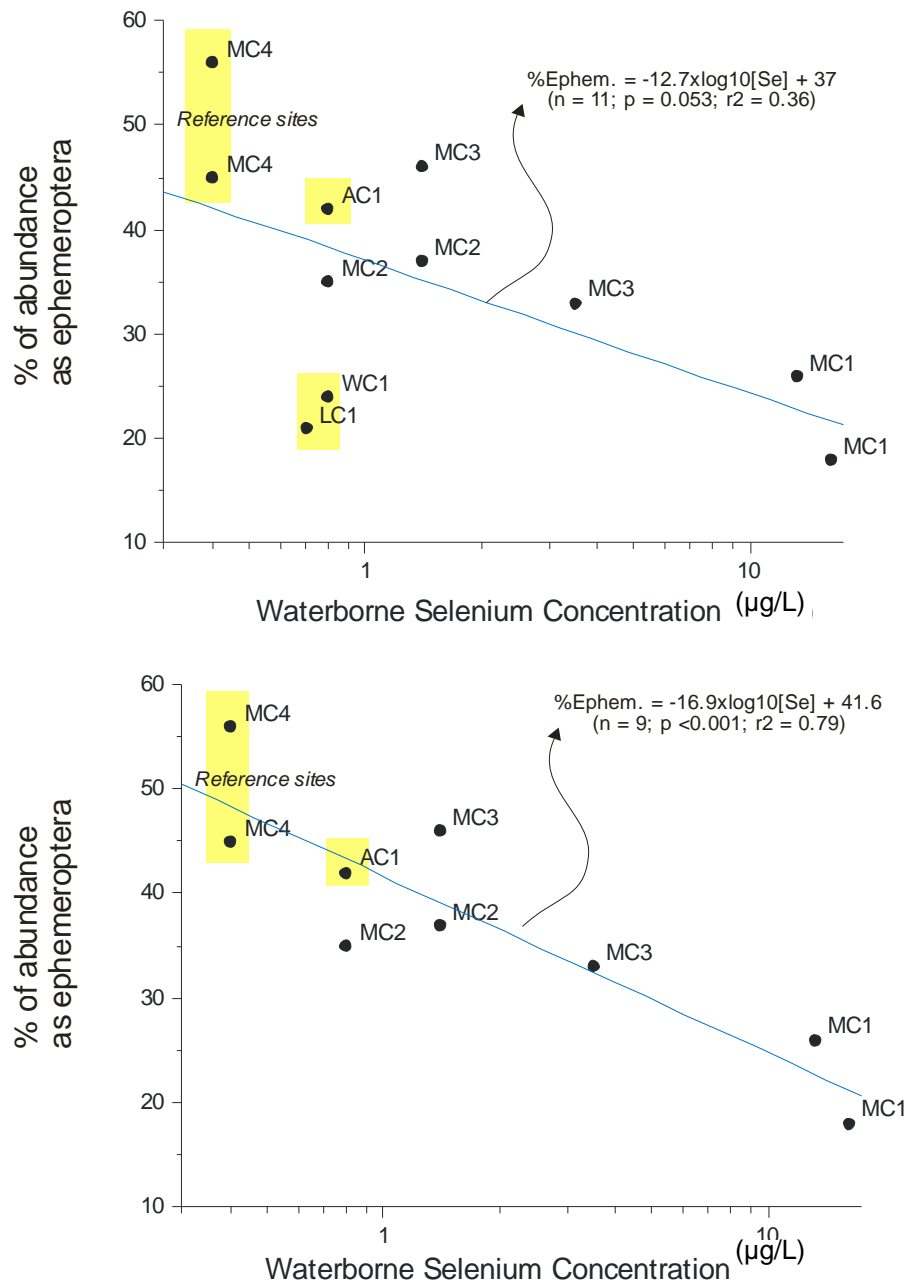 60
50
40
30
20
10
% of abundance
as ephemeroptera
MC4
Reference sites
MC4
AC1
MC2
WC1
LC1
MC3
MC2
MC3
MC1
MC1
%Ephem. = -12.7xlog10[Se] + 37
(n = 11; p = 0.053; r2 = 0.36)
1
10
Waterborne Selenium Concentration (µg/L)
60
50
40
30
20
10
% of abundance
as ephemeroptera
MC4
Reference sites
MC4
AC1
MC2
MC3
MC2
MC3
MC1
MC1
%Ephem. = -16.9xlog10[Se] + 41.6
(n = 9; p <0.001; r2 = 0.79)
1
10
Waterborne Selenium Concentration (µg/L)